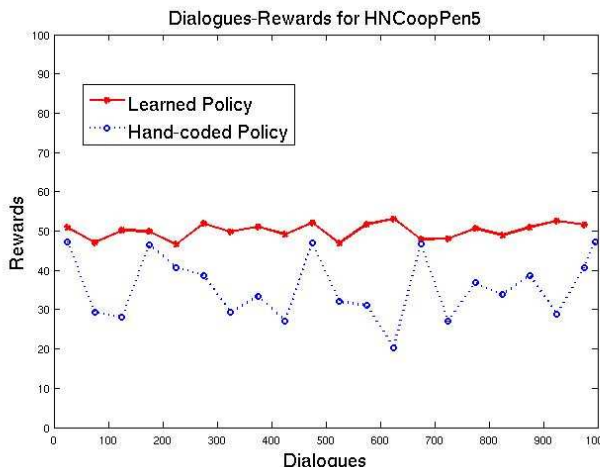 Dialogues-Rewards for HNCoopPen5
100
90
80
70
60
50
40
30
20
10
0
Rewards
Learned Policy
Hand-coded Policy
0 100 200 300 400 500 600 700 800 900 100
Dialogues